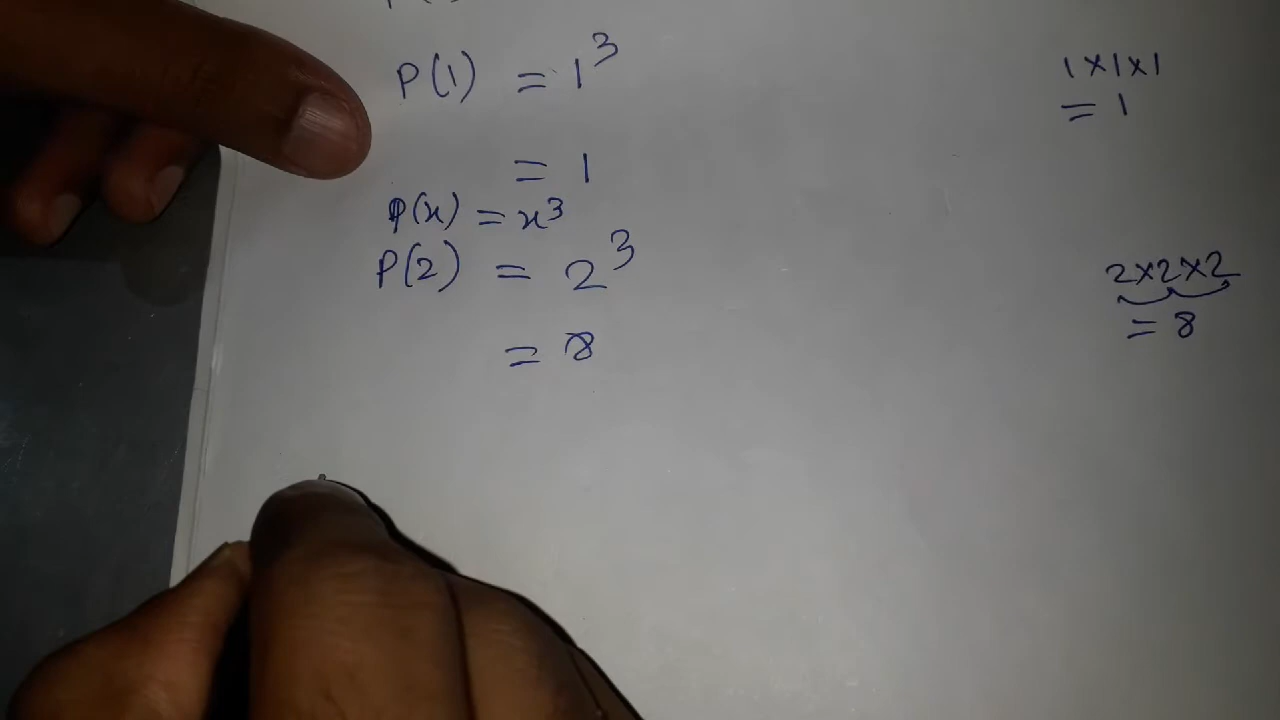 P(1) = 1³
= 1
P(x) = x³
P(2) = 2³
= 8
1×1×1
= 1
2×2×2
= 8